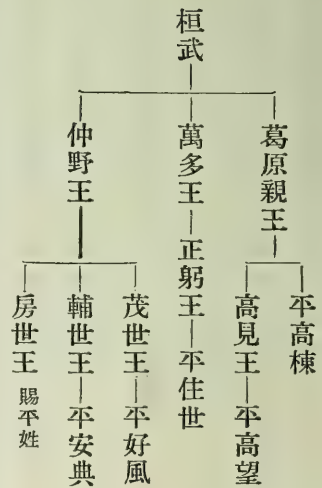 桓武
葛原親王
平高棟
高見王
平高望
萬多王
正躬王
平住世
仲野王
茂世王
平好風
輔世王
平安典
房世王
賜平姓